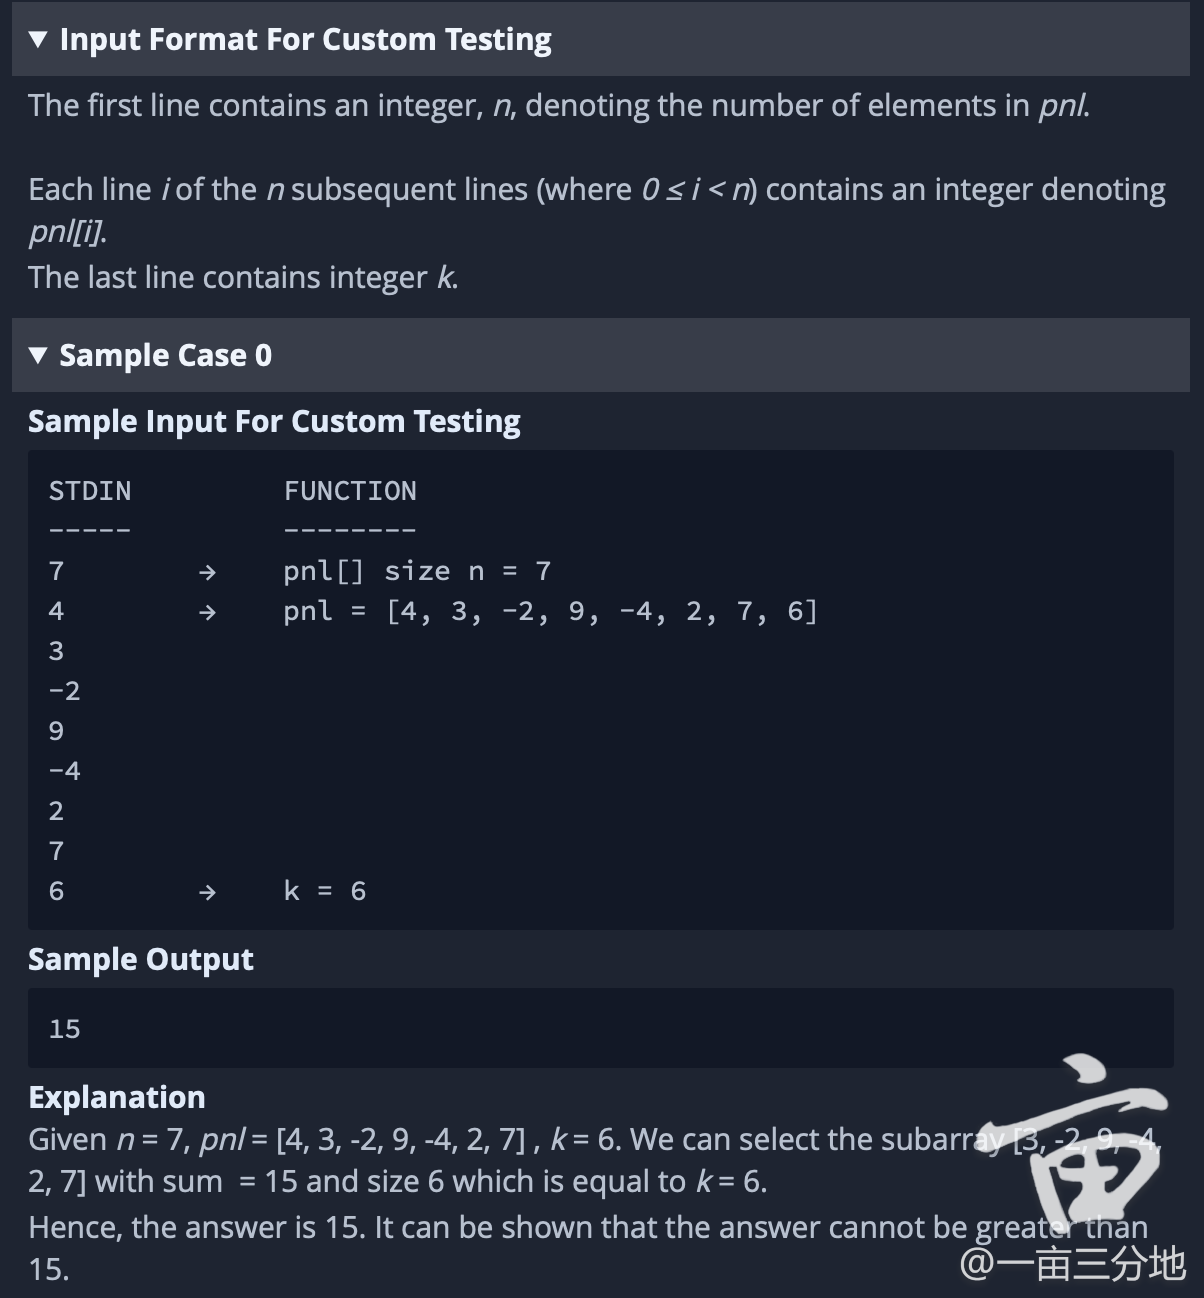 ▼ Input Format For Custom Testing
The first line contains an integer, n, denoting the number of elements in pnl.
Each line i of the n subsequent lines (where 0 ≤ i < n) contains an integer denoting
pnl[i].
The last line contains integer k.
▼ Sample Case 0
Sample Input For Custom Testing
STDIN FUNCTION
----- --------
7 → pnl[] size n = 7
4 → pnl = [4, 3, -2, 9, -4, 2, 7, 6]
3
-2
9
-4
2
7
6 → k = 6
Sample Output
15
Explanation
Given n = 7, pnl = [4, 3, -2, 9, -4, 2, 7] , k = 6. We can select the subarray [3, -2, 9, -4,
2, 7] with sum = 15 and size 6 which is equal to k = 6.
Hence, the answer is 15. It can be shown that the answer cannot be greater than
15.
亩
@一亩三分地